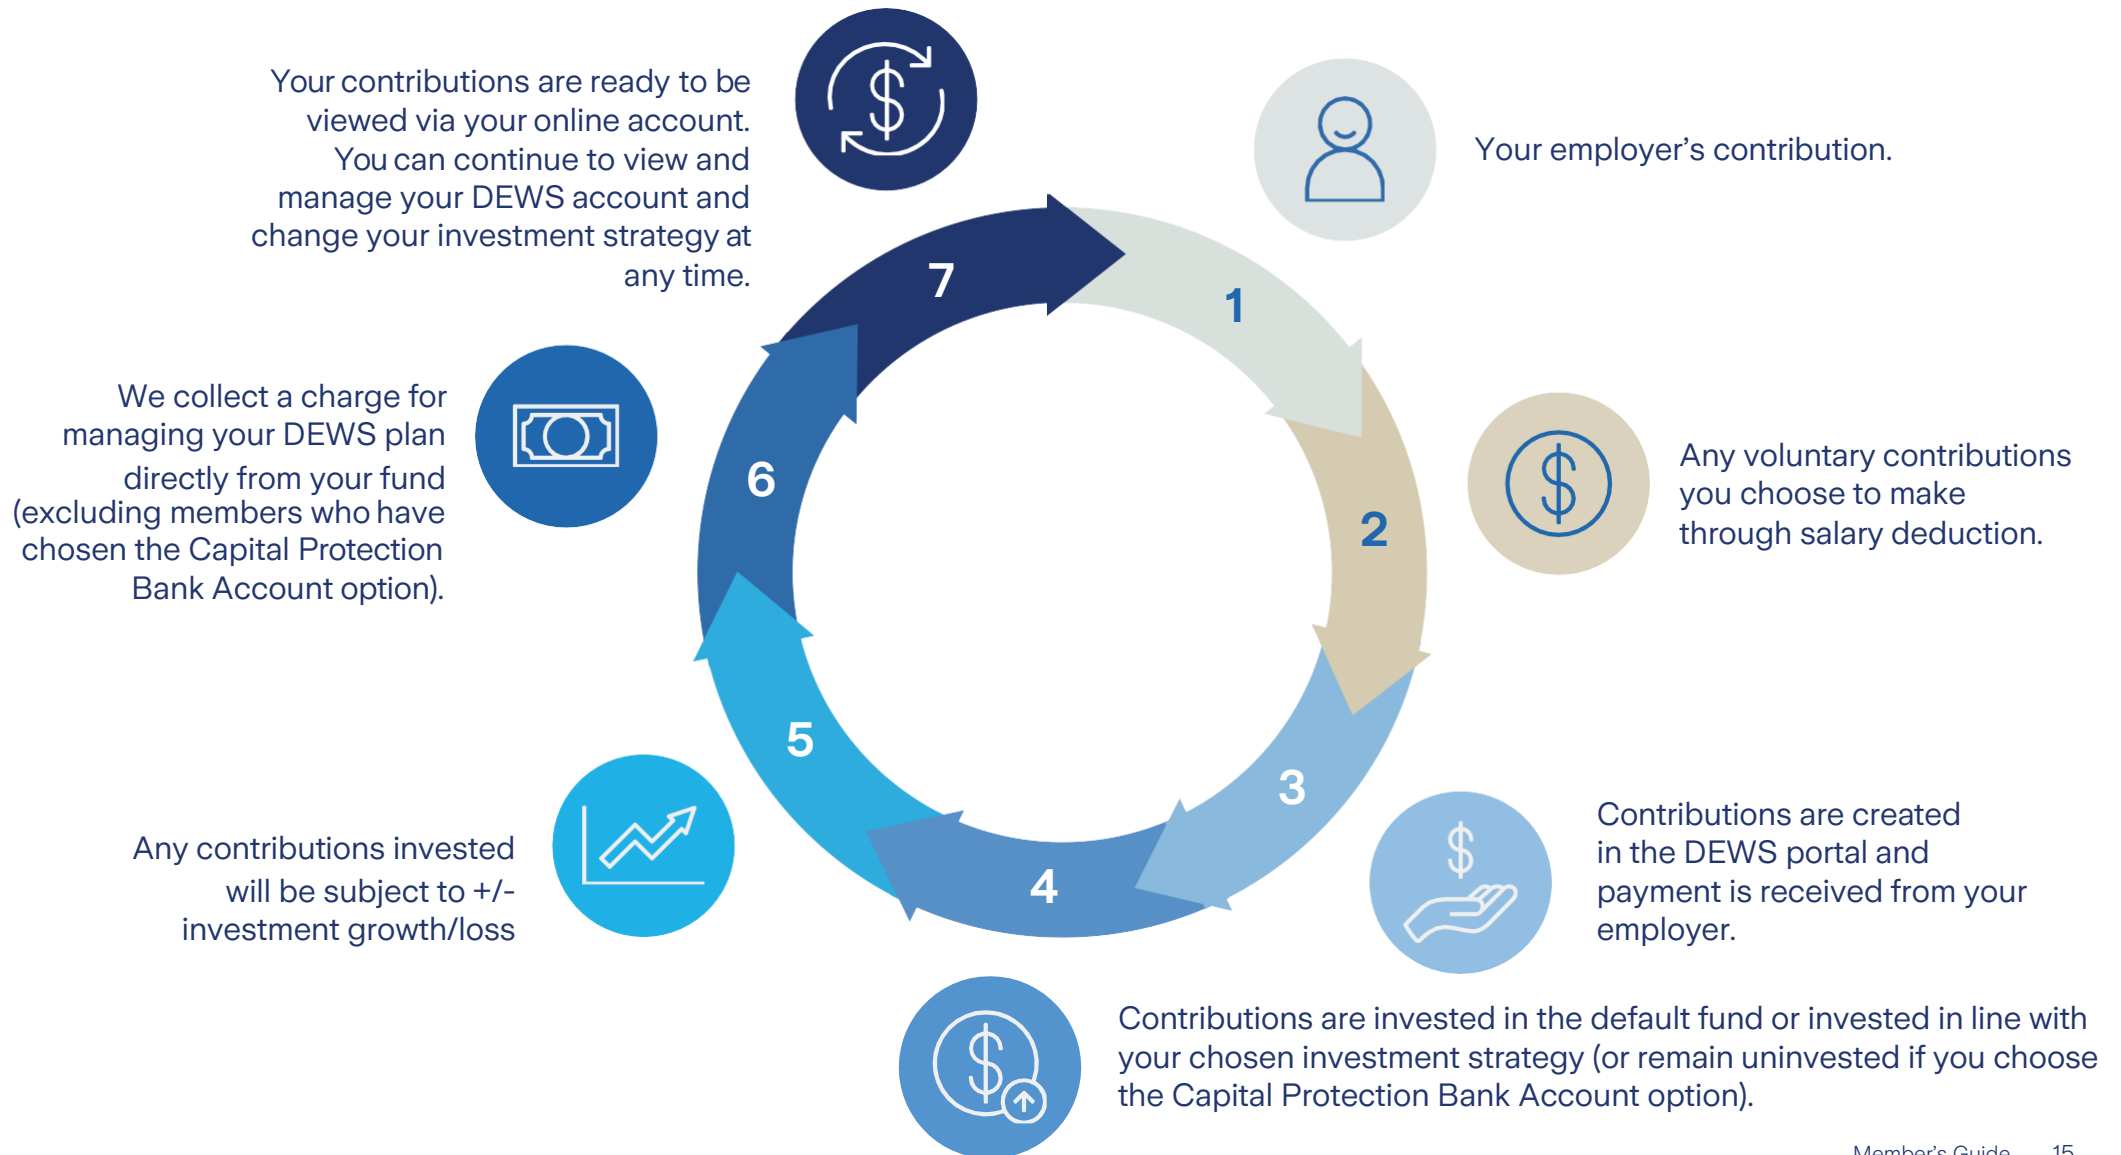 1
Your employer's contribution.
2
Any voluntary contributions
you choose to make
through salary deduction.
3
Contributions are created
in the DEWS portal and
payment is received from your
employer.
4
Contributions are invested in the default fund or invested in line with
your chosen investment strategy (or remain uninvested if you choose
the Capital Protection Bank Account option).
5
Any contributions invested
will be subject to +/-
investment growth/loss
6
We collect a charge for
managing your DEWS plan
directly from your fund
(excluding members who have
chosen the Capital Protection
Bank Account option).
7
Your contributions are ready to be
viewed via your online account.
You can continue to view and
manage your DEWS account and
change your investment strategy at
any time.
Member's Guide 15